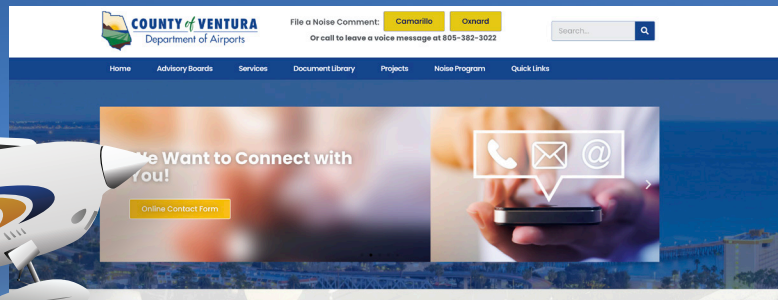 COUNTY of VENTURA
Department of Airports
File a Noise Comment: Camarillo Oxnard
Or call to leave a voice message at 805-382-3022
Search...
Home Advisory Boards Services Document Library Projects Noise Program Quick Links
We Want to Connect with
You!
Online Contact Form
@